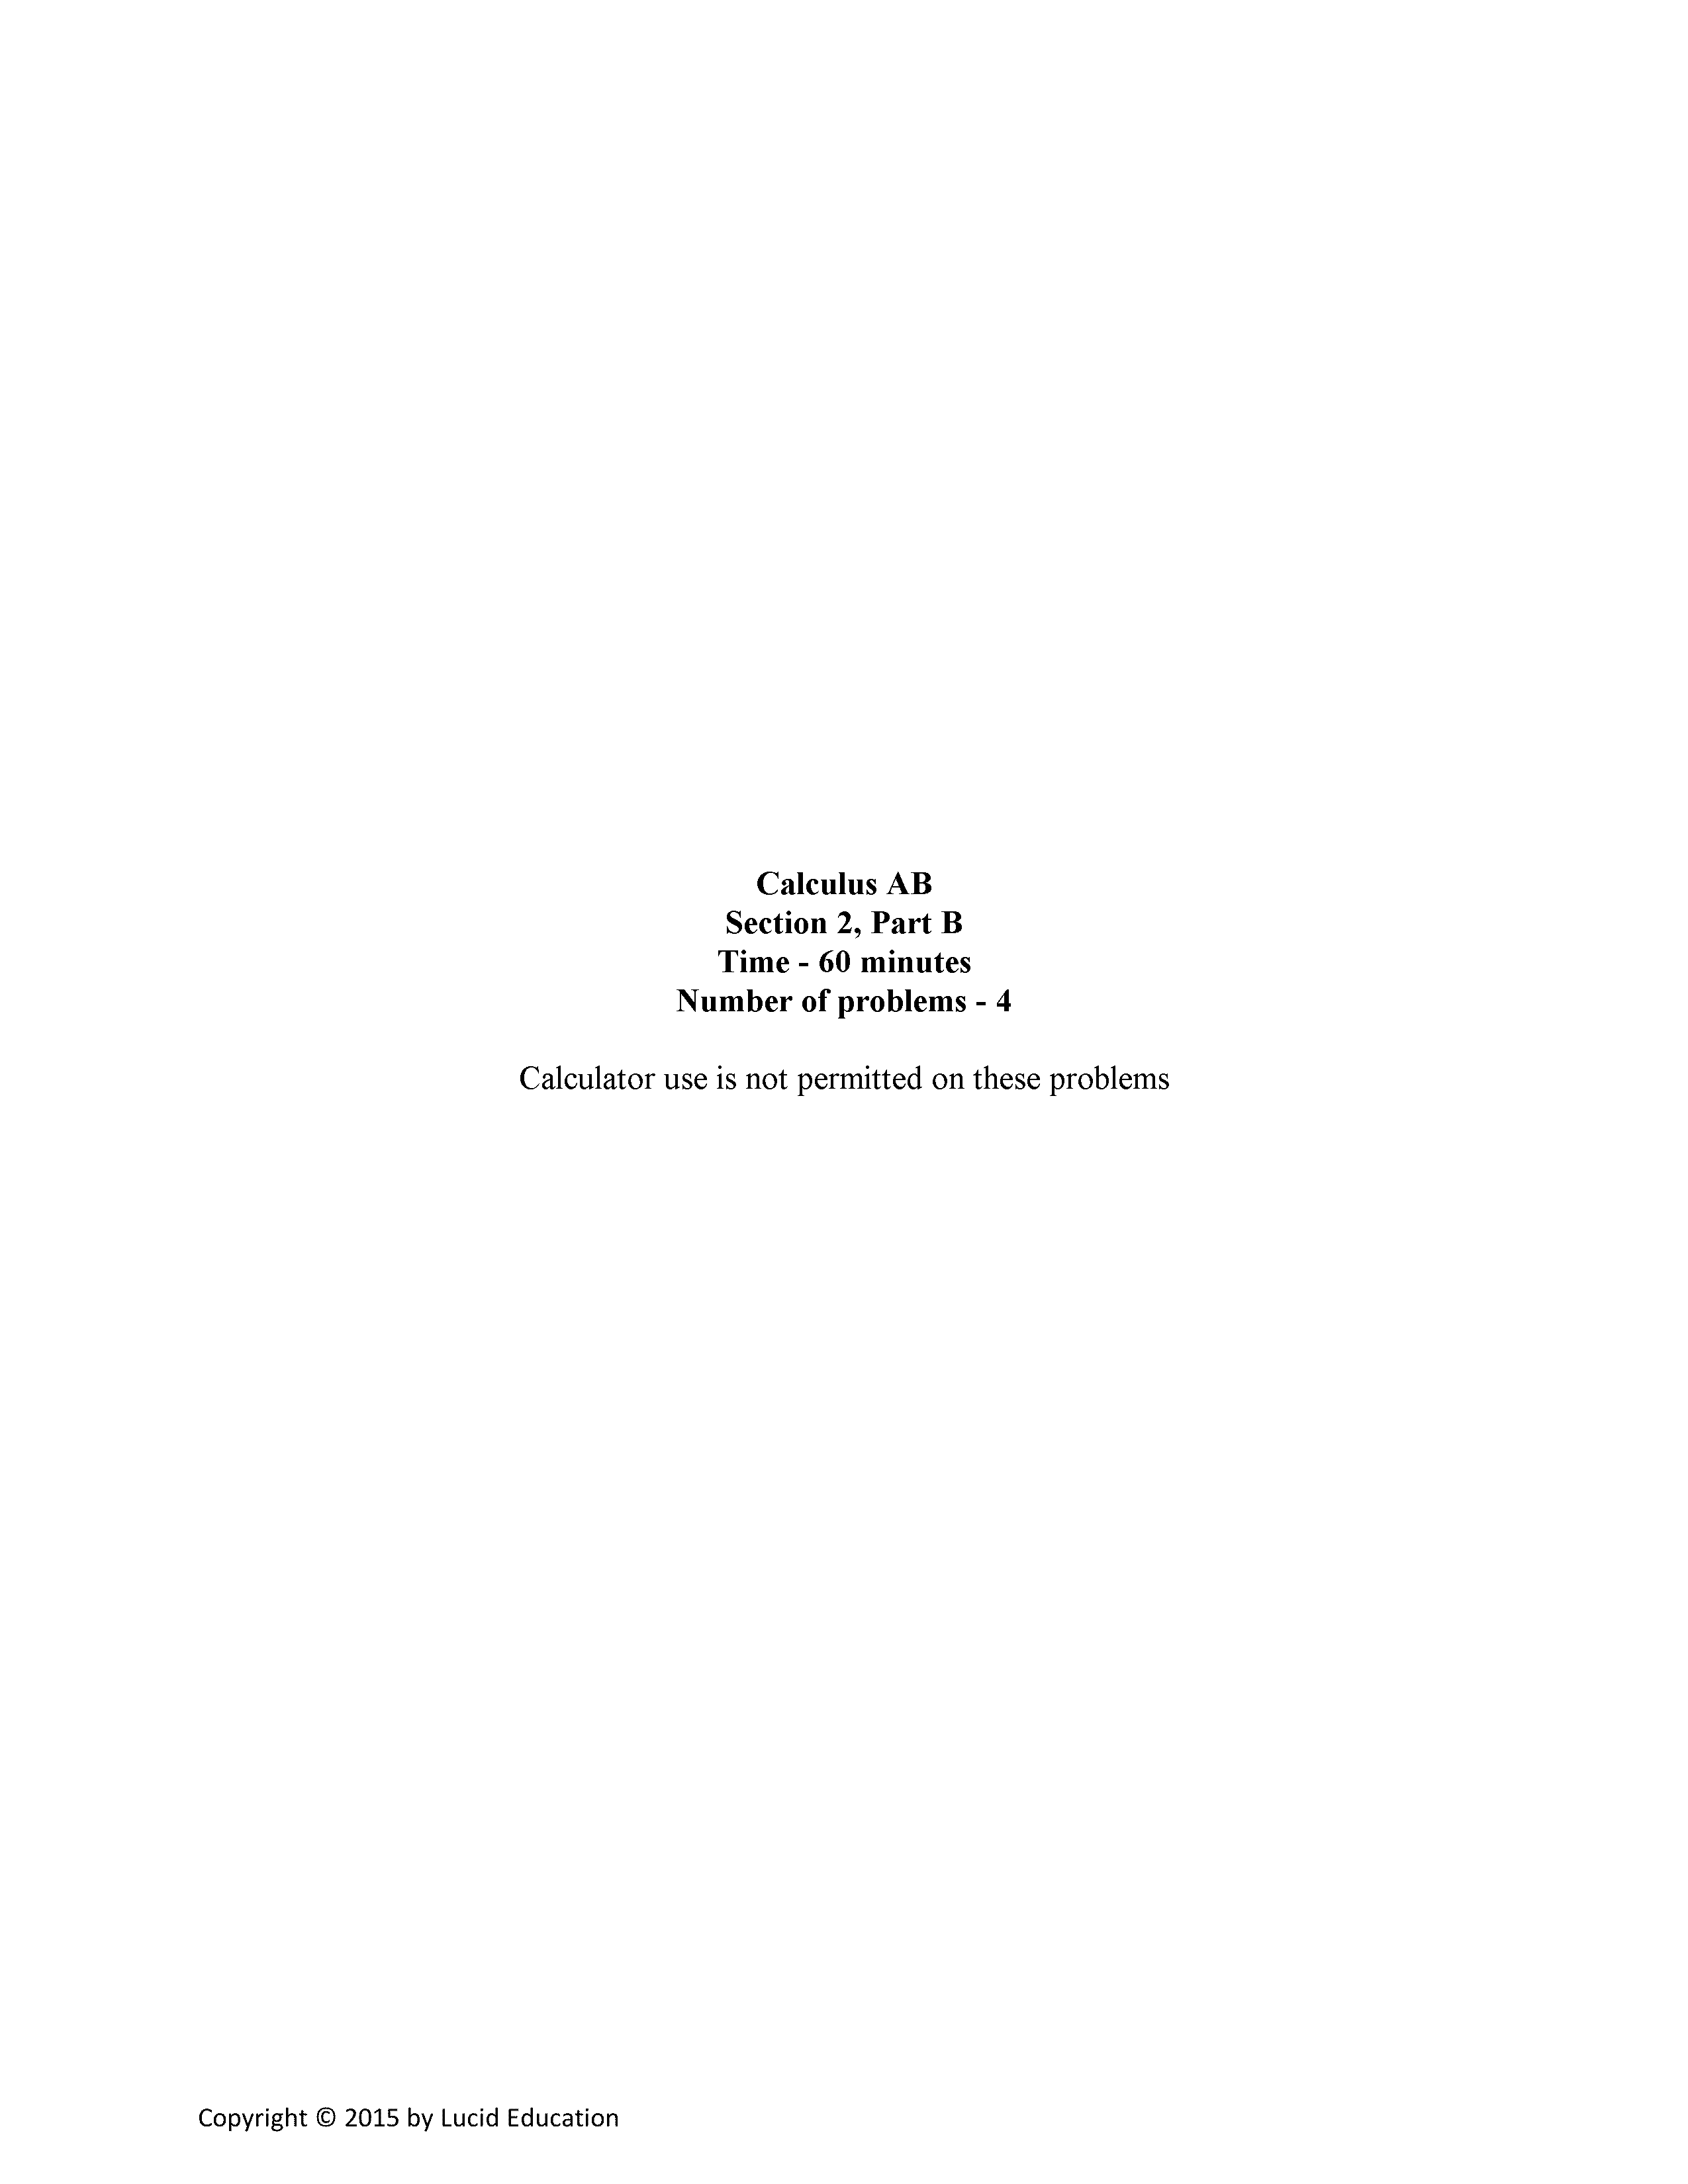 Calculus AB
Section 2, Part B
Time - 60 minutes
Number of problems - 4
Calculator use is not permitted on these problems
Copyright © 2015 by Lucid Education